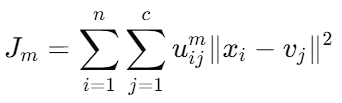 $J_m = \sum_{i=1}^{n} \sum_{j=1}^{c} u_{ij}^m \| x_i - v_j \|^2$